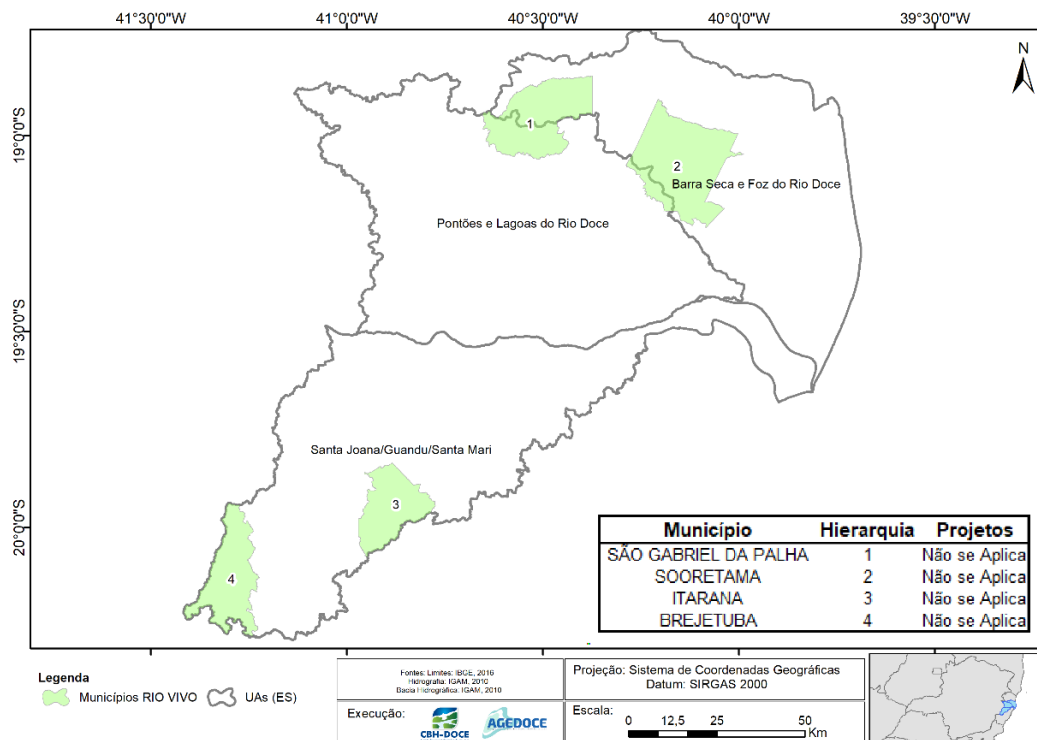 41°30'0"W 41°0'0"W 40°30'0"W 40°0'0"W 39°30'0"W
N
19°0'0"S
1
2
Barra Seca e Foz do Rio Doce
Pontões e Lagoas do Rio Doce
19°30'0"S
Santa Joana/Guandu/Santa Mari
3
20°0'0"S
4
Município Hierarquia Projetos
SÃO GABRIEL DA PALHA 1 Não se Aplica
SOORETAMA 2 Não se Aplica
ITARANA 3 Não se Aplica
BREJETUBA 4 Não se Aplica
Legenda
Municípios RIO VIVO UAs (ES)
Fontes: Limites: IBGE, 2016
Hidrografia: IGAM, 2010
Bacia Hidrográfica: IGAM, 2010
Execução:
CBH-DOCE
AGEDOCE
Projeção: Sistema de Coordenadas Geográficas
Datum: SIRGAS 2000
Escala:
0 12,5 25 50
Km